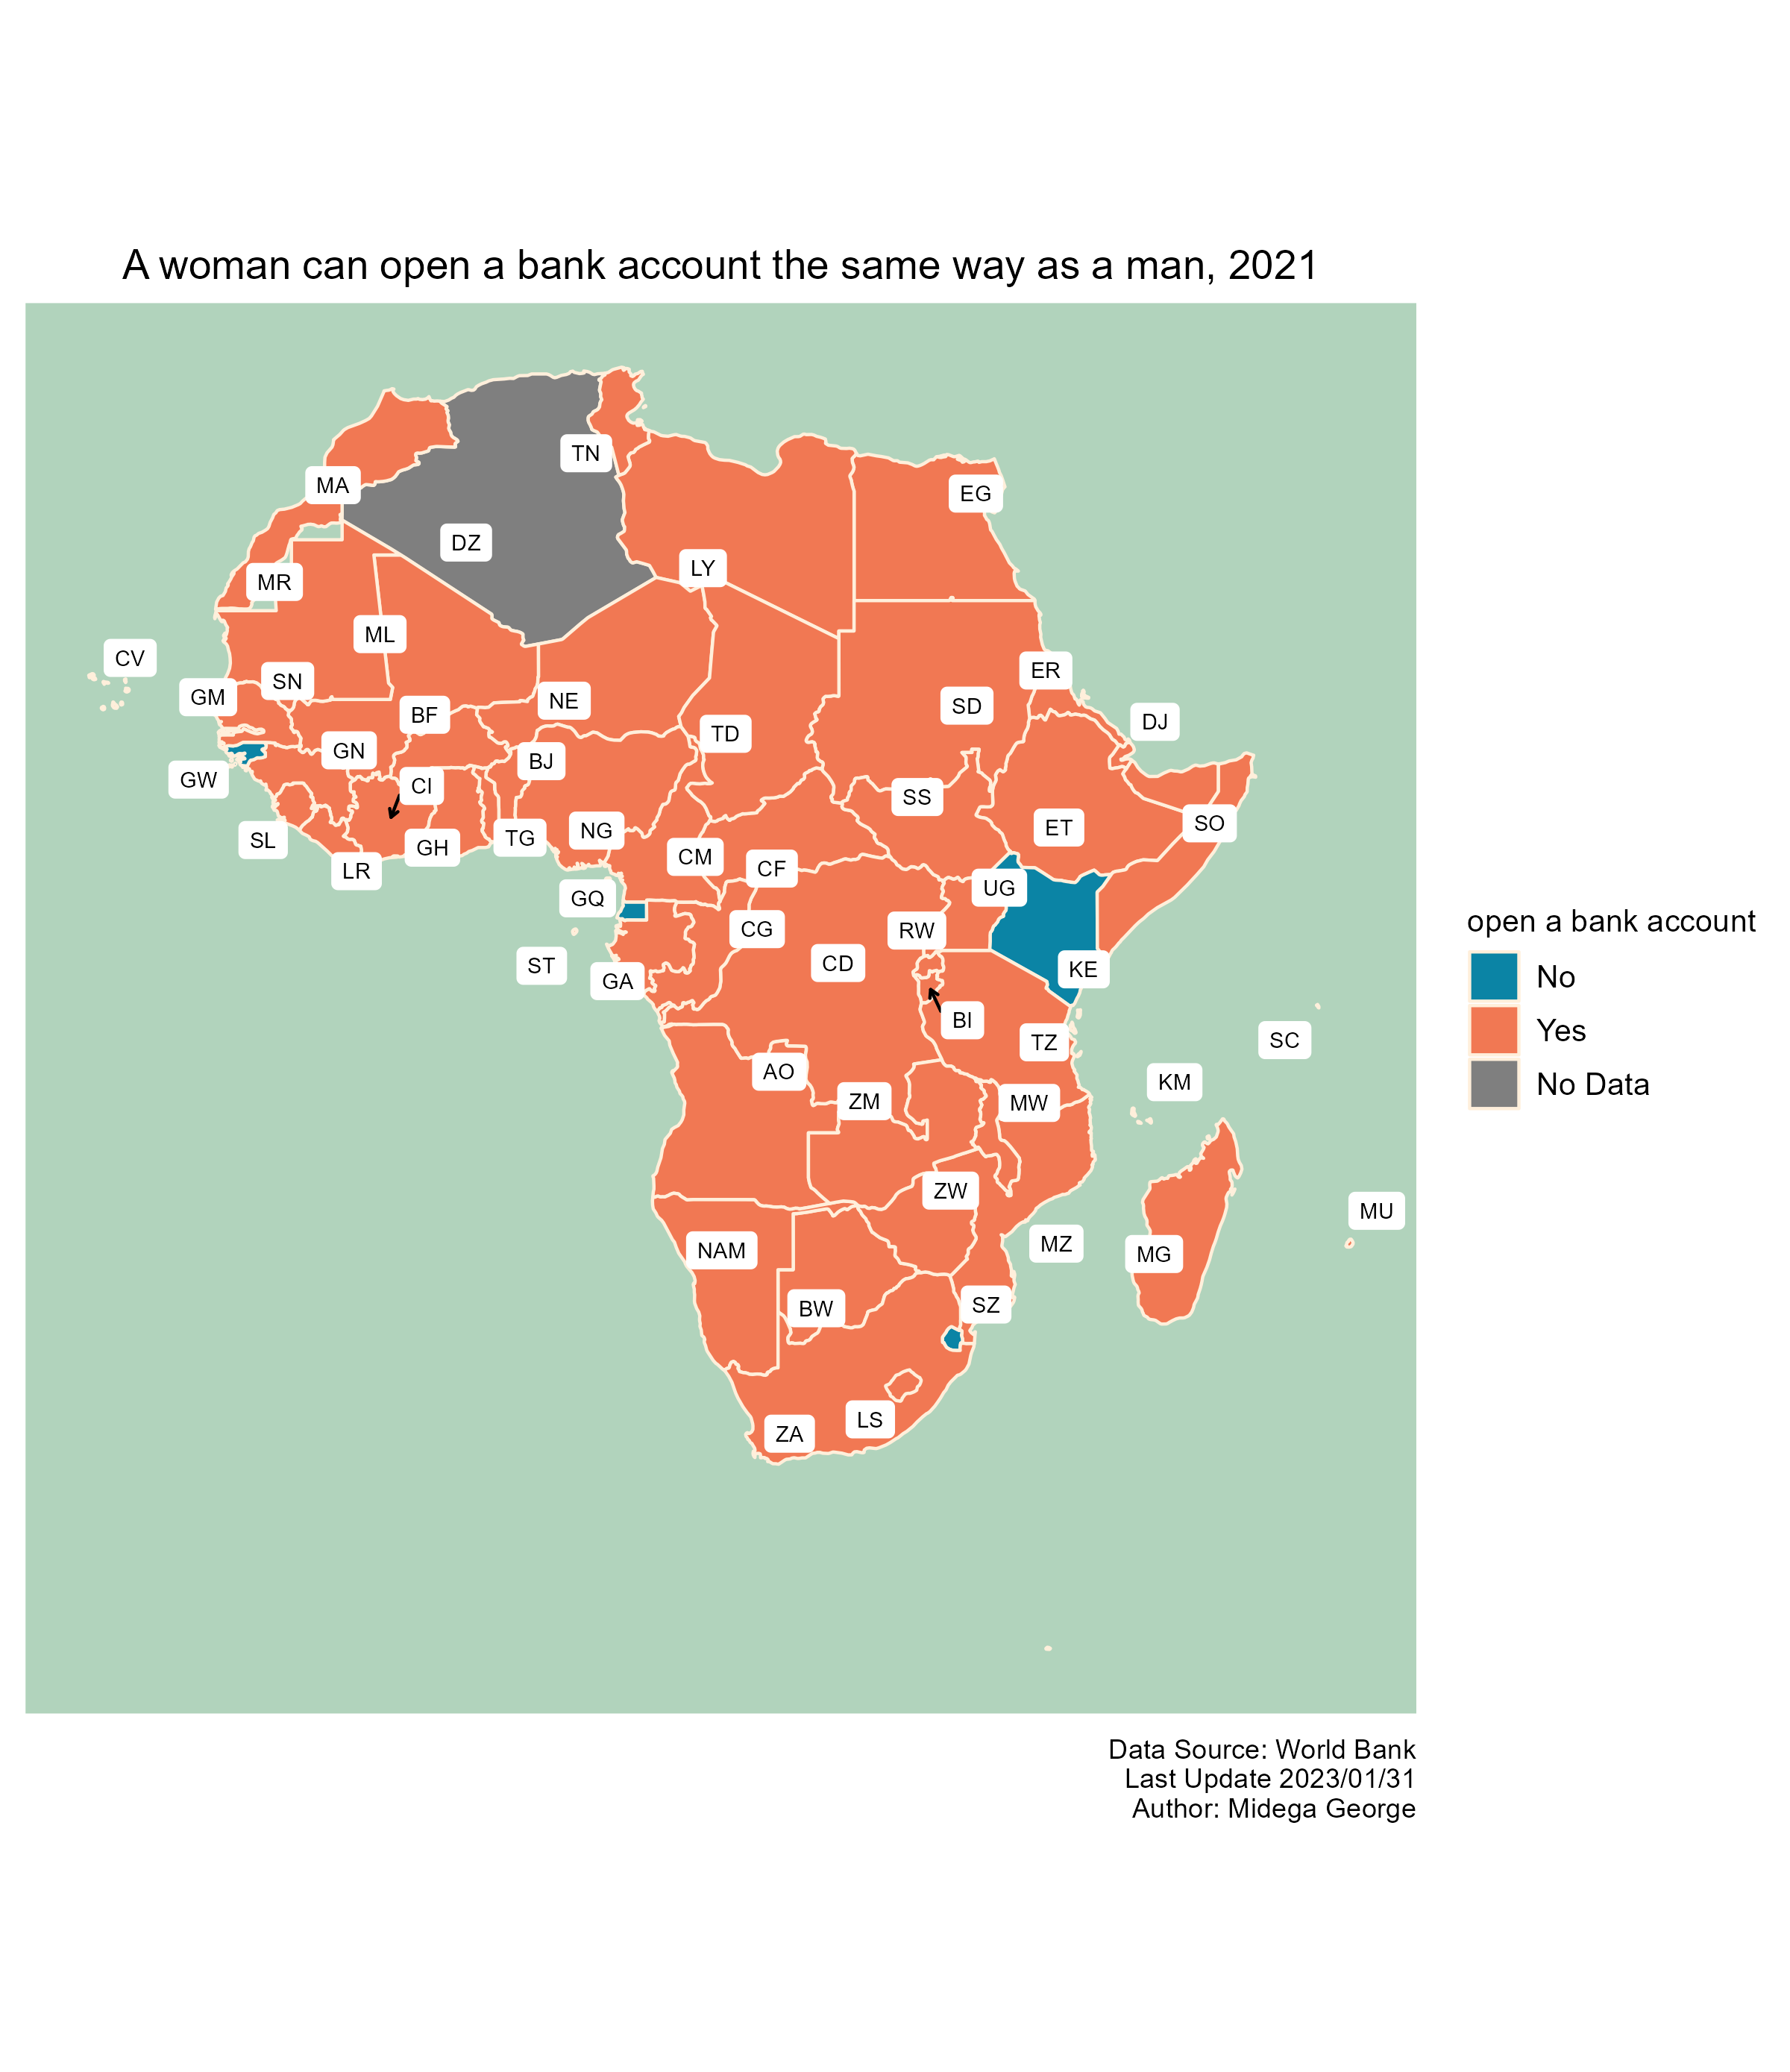 A woman can open a bank account the same way as a man, 2021
TN
MA
EG
DZ
LY
MR
ML
CV
ER
SN
GM
NE
SD
BF
DJ
TD
GN
BJ
GW
CI
SS
SO
ET
NG
TG
SL
GH
CM
LR
CF
UG
GQ
CG
RW
open a bank account
No
Yes
No Data
CD
ST
KE
GA
BI
SC
TZ
AO
KM
ZM
MW
ZW
MU
MZ
NAM
MG
SZ
BW
LS
ZA
Data Source: World Bank
Last Update 2023/01/31
Author: Midega George